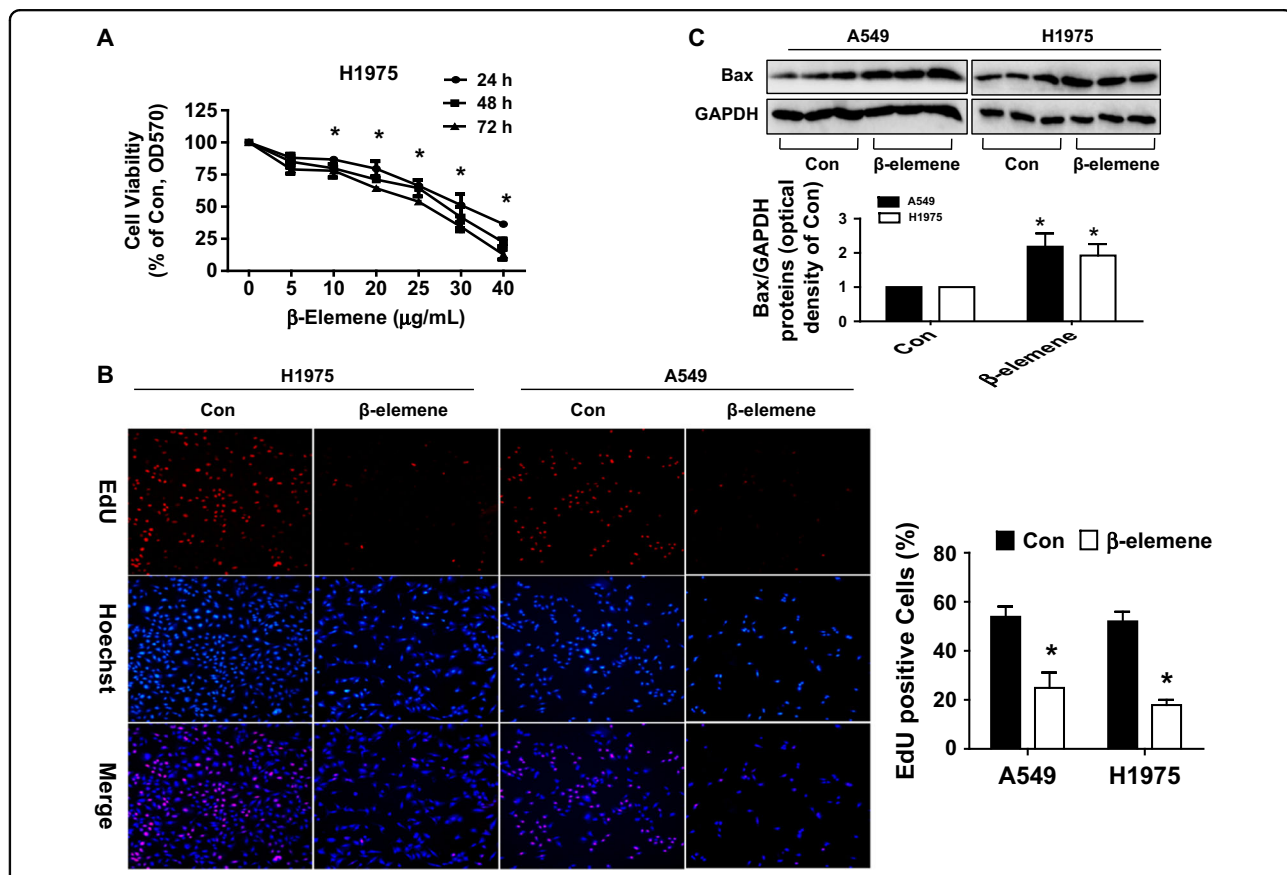 A
H1975
24 h
48 h
72 h
125
100
75
50
25
0
Cell Viabiltiy
(% of Con, OD570)
*
*
*
*
*
0 5 10 20 25 30 40
β-Elemene (μg/mL)
C
A549 H1975
Bax
GAPDH
Con β-elemene Con β-elemene
A549
H1975
Bax/GAPDH
proteins (optical
density of Con)
3
2
1
0
* *
Con β-elemene
B
H1975 A549
Con β-elemene Con β-elemene
EdU
Hoechst
Merge
Con β-elemene
EdU positive Cells (%)
80
60
40
20
0
*
*
A549 H1975